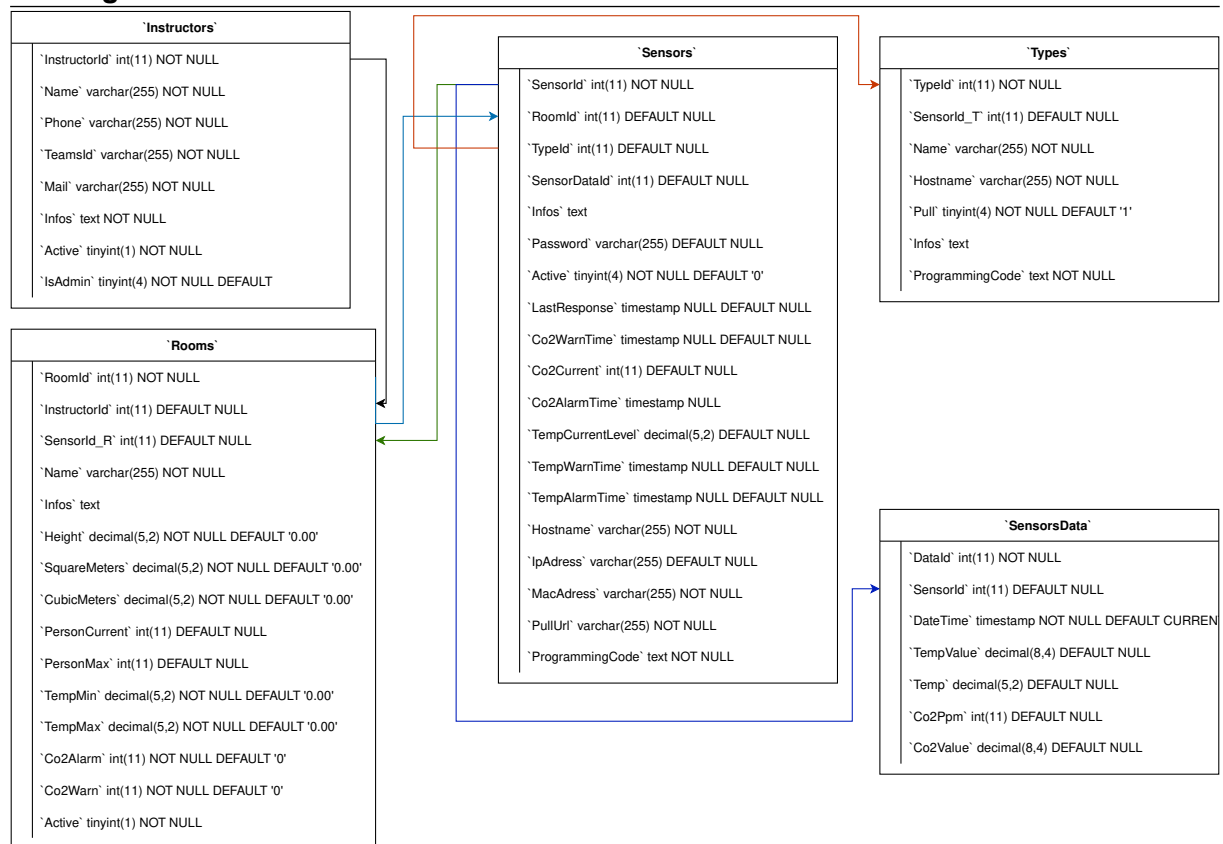 `Instructors`
`InstructorId` int(11) NOT NULL
`Name` varchar(255) NOT NULL
`Phone` varchar(255) NOT NULL
`TeamsId` varchar(255) NOT NULL
`Mail` varchar(255) NOT NULL
`Infos` text NOT NULL
`Active` tinyint(1) NOT NULL
`IsAdmin` tinyint(4) NOT NULL DEFAULT
`Rooms`
`RoomId` int(11) NOT NULL
`InstructorId` int(11) DEFAULT NULL
`SensorId_R` int(11) DEFAULT NULL
`Name` varchar(255) NOT NULL
`Infos` text
`Height` decimal(5,2) NOT NULL DEFAULT '0.00'
`SquareMeters` decimal(5,2) NOT NULL DEFAULT '0.00'
`CubicMeters` decimal(5,2) NOT NULL DEFAULT '0.00'
`PersonCurrent` int(11) DEFAULT NULL
`PersonMax` int(11) DEFAULT NULL
`TempMin` decimal(5,2) NOT NULL DEFAULT '0.00'
`TempMax` decimal(5,2) NOT NULL DEFAULT '0.00'
`Co2Alarm` int(11) NOT NULL DEFAULT '0'
`Co2Warn` int(11) NOT NULL DEFAULT '0'
`Active` tinyint(1) NOT NULL
`Sensors`
`SensorId` int(11) NOT NULL
`RoomId` int(11) DEFAULT NULL
`TypeId` int(11) DEFAULT NULL
`SensorDataId` int(11) DEFAULT NULL
`Infos` text
`Password` varchar(255) DEFAULT NULL
`Active` tinyint(4) NOT NULL DEFAULT '0'
`LastResponse` timestamp NULL DEFAULT NULL
`Co2WarnTime` timestamp NULL DEFAULT NULL
`Co2Current` int(11) DEFAULT NULL
`Co2AlarmTime` timestamp NULL
`TempCurrentLevel` decimal(5,2) DEFAULT NULL
`TempWarnTime` timestamp NULL DEFAULT NULL
`TempAlarmTime` timestamp NULL DEFAULT NULL
`Hostname` varchar(255) NOT NULL
`IpAdress` varchar(255) DEFAULT NULL
`MacAdress` varchar(255) NOT NULL
`PullUrl` varchar(255) NOT NULL
`ProgrammingCode` text NOT NULL
`Types`
`TypeId` int(11) NOT NULL
`SensorId_T` int(11) DEFAULT NULL
`Name` varchar(255) NOT NULL
`Hostname` varchar(255) NOT NULL
`Pull` tinyint(4) NOT NULL DEFAULT '1'
`Infos` text
`ProgrammingCode` text NOT NULL
`SensorsData`
`DataId` int(11) NOT NULL
`SensorId` int(11) DEFAULT NULL
`DateTime` timestamp NOT NULL DEFAULT CURREN
`TempValue` decimal(8,4) DEFAULT NULL
`Temp` decimal(5,2) DEFAULT NULL
`Co2Ppm` int(11) DEFAULT NULL
`Co2Value` decimal(8,4) DEFAULT NULL